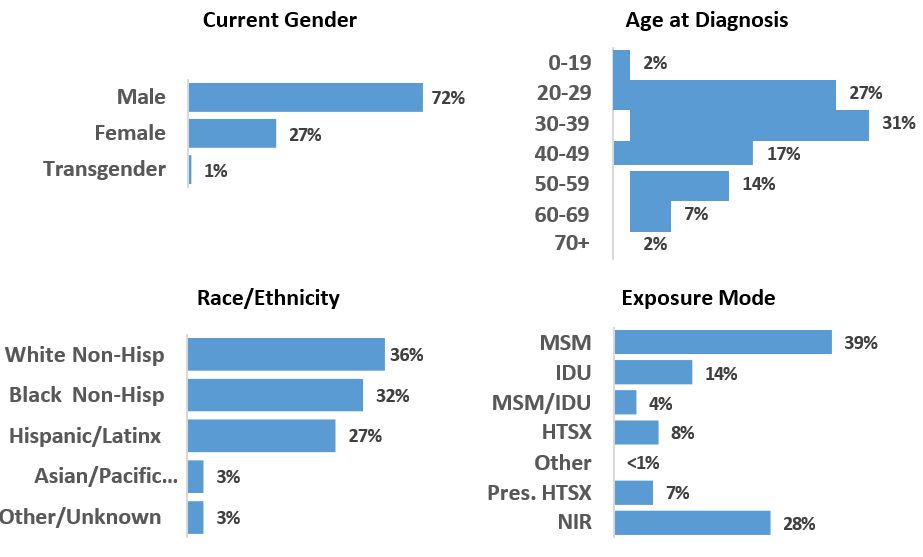 Current Gender
Male 72%
Female 27%
Transgender 1%
Age at Diagnosis
0-19 2%
20-29 27%
30-39 31%
40-49 17%
50-59 14%
60-69 7%
70+ 2%
Race/Ethnicity
White Non-Hisp 36%
Black Non-Hisp 32%
Hispanic/Latinx 27%
Asian/Pacific... 3%
Other/Unknown 3%
Exposure Mode
MSM 39%
IDU 14%
MSM/IDU 4%
HTSX 8%
Other <1%
Pres. HTSX 7%
NIR 28%